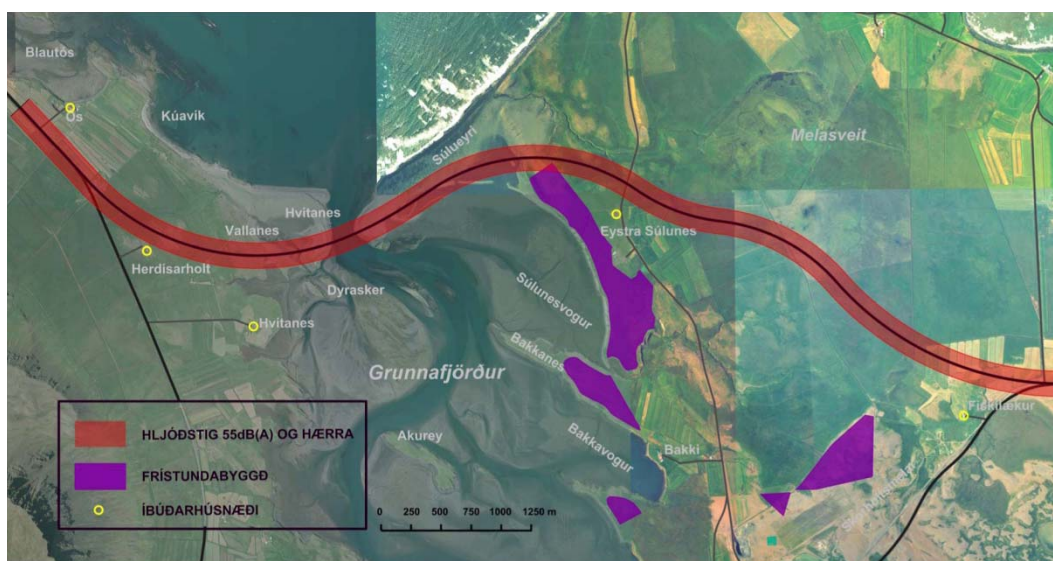 Blautós
Ós
Kúavík
Súlueyri
Melasveit
Hvítanes
Vallanes
Eystra Súlunes
Herdísarholt
Dyrasker
Súlunesvogur
Hvítanes
Bakkanes
Grunnafjörður
Fiskilækur
Akurey
Bakkavogur
Bakki
HLJÓÐSTIG 55dB(A) OG HÆRRA
FRÍSTUNDABYGGÐ
ÍBÚÐARHÚSNÆÐI
0 250 500 750 1000 1250 m